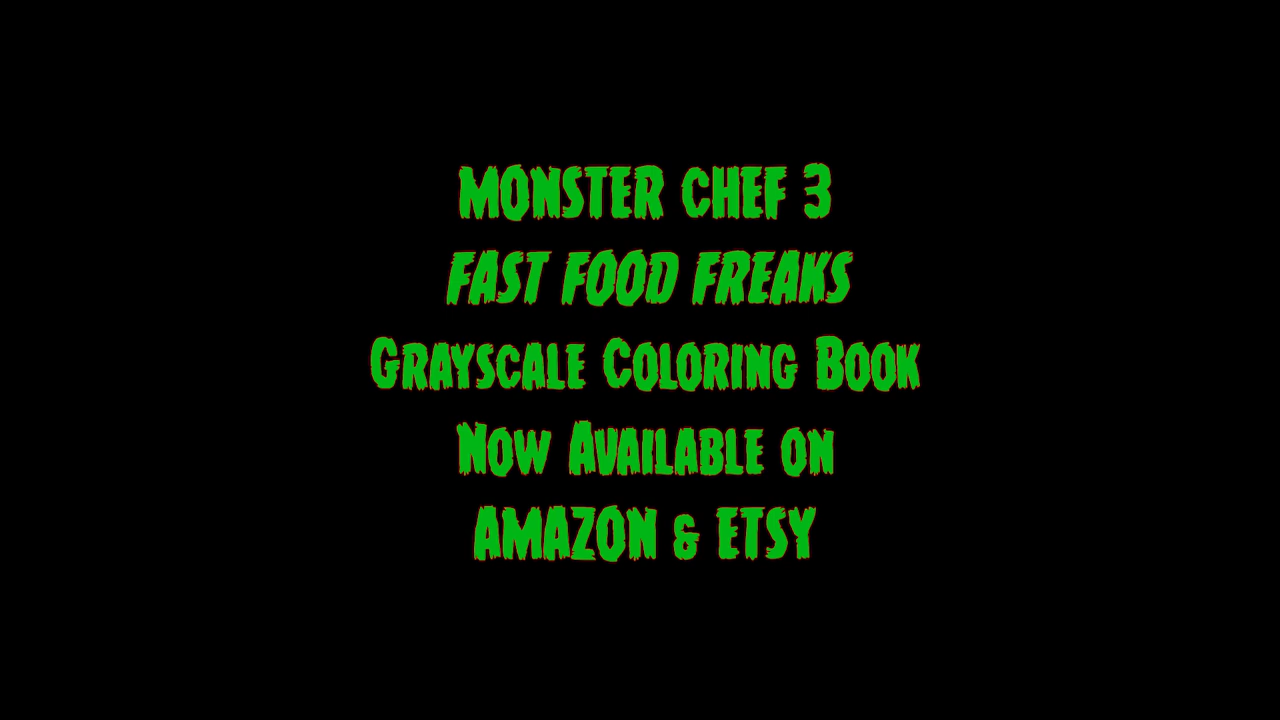 MONSTER CHEF 3
FAST FOOD FREAKS
Grayscale Coloring Book
Now Available on
AMAZON & ETSY